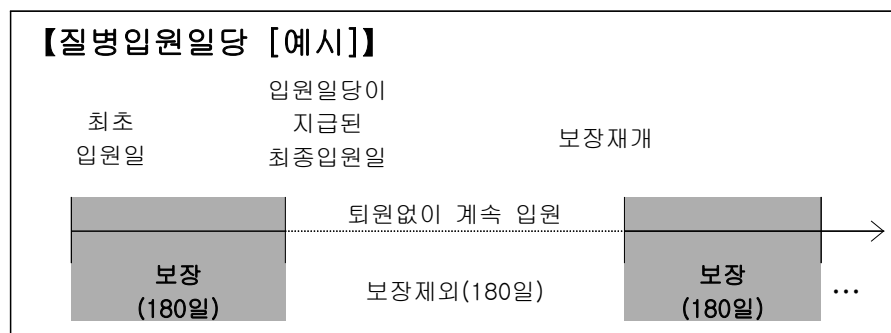 【질병입원일당 [예시]】
최초
입원일
입원일당이
지급된
최종입원일
보장재개
퇴원없이 계속 입원
보장
(180일)
보장제외(180일)
보장
(180일)
…